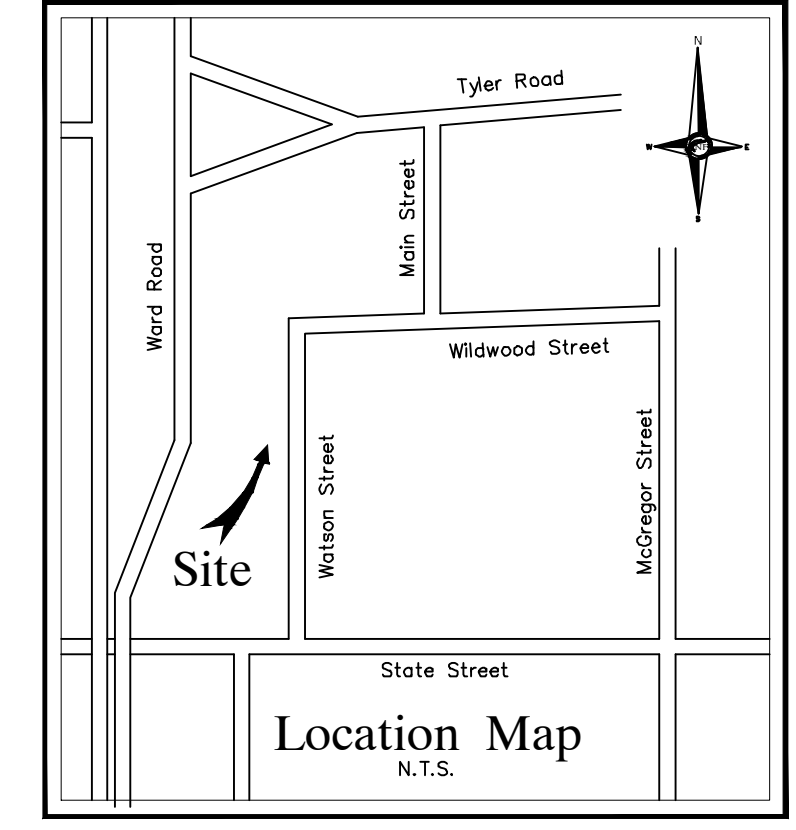 N
Tyler Road
W
E
S
Main Street
Ward Road
Wildwood Street
McGregor Street
Watson Street
Site
State Street
Location Map
N.T.S.